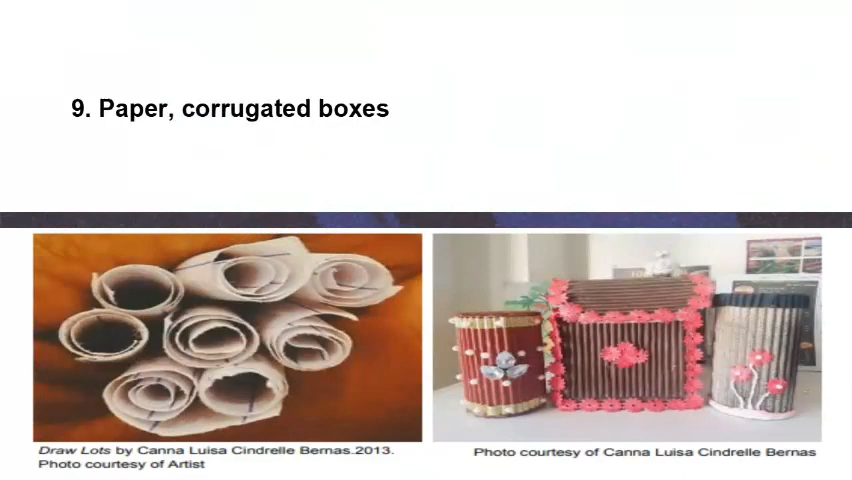 9. Paper, corrugated boxes
Draw Lots by Canna Luisa Cindrelle Bernas.2013.
Photo courtesy of Artist
Photo courtesy of Canna Luisa Cindrelle Bernas